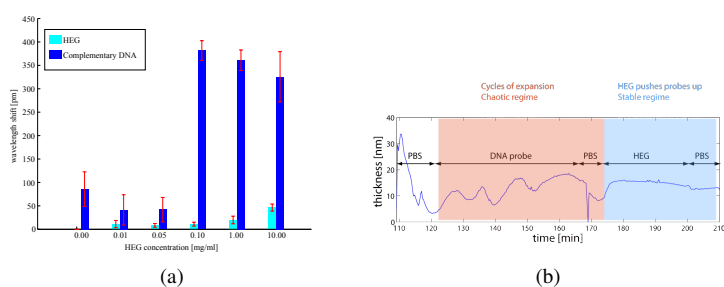 450
400
350
300
250
200
150
100
50
0
wavelength shift [pm]
HEG
Complementary DNA
0.00 0.01 0.05 0.10 1.00 10.00
HEG concentration [mg/ml]
(a)
Cycles of expansion
Chaotic regime
HEG pushes probes up
Stable regime
40
30
20
10
0
thickness [nm]
PBS DNA probe PBS HEG PBS
110 120 130 140 150 160 170 180 190 200 210
time [min]
(b)